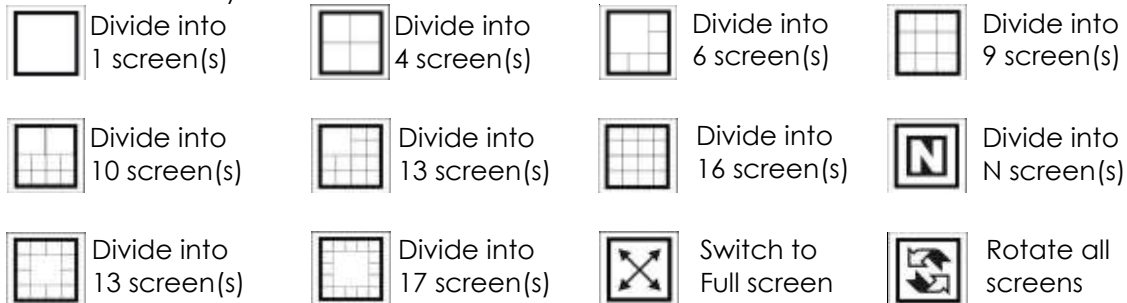 Divide into
1 screen(s)
Divide into
4 screen(s)
Divide into
6 screen(s)
Divide into
9 screen(s)
Divide into
10 screen(s)
Divide into
13 screen(s)
Divide into
16 screen(s)
N
Divide into
N screen(s)
Divide into
13 screen(s)
Divide into
17 screen(s)
Switch to
Full screen
Rotate all
screens